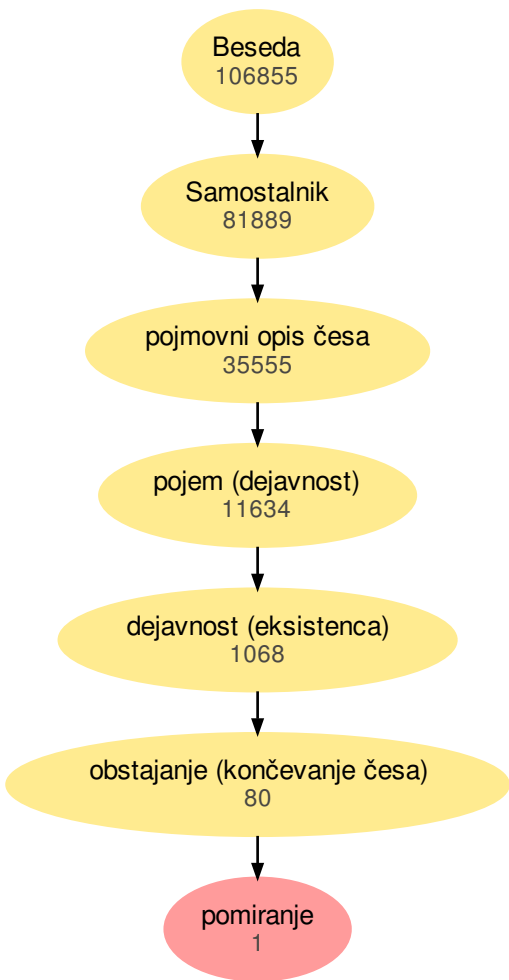 Beseda
106855
Samostalnik
81889
pojmovni opis česa
35555
pojem (dejavnost)
11634
dejavnost (eksistenca)
1068
obstajanje (končevanje česa)
80
pomiranje
1